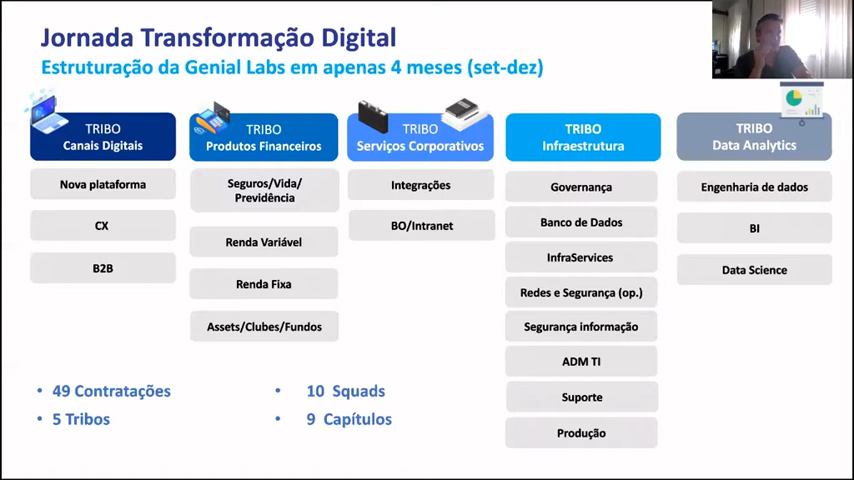 Jornada Transformação Digital
Estruturação da Genial Labs em apenas 4 meses (set-dez)
TRIBO
Canais Digitais
Nova plataforma
CX
B2B
TRIBO
Produtos Financeiros
Seguros/Vida/
Previdência
Renda Variável
Renda Fixa
Assets/Clubes/Fundos
TRIBO
Serviços Corporativos
Integrações
BO/Intranet
TRIBO
Infraestrutura
Governança
Banco de Dados
InfraServices
Redes e Segurança (op.)
Segurança informação
ADM TI
Suporte
Produção
TRIBO
Data Analytics
Engenharia de dados
BI
Data Science
• 49 Contratações
• 5 Tribos
• 10 Squads
• 9 Capítulos